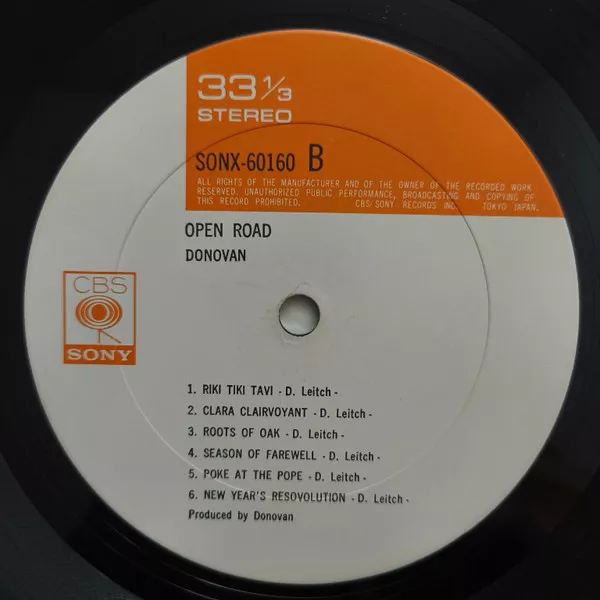 33 1/3
STEREO
SONX-60160 B
ALL RIGHTS OF THE MANUFACTURER AND OF THE OWNER OF THE RECORDED WORK
RESERVED. UNAUTHORIZED PUBLIC PERFORMANCE, BROADCASTING AND COPYING OF
THIS RECORD PROHIBITED. CBS/SONY RECORDS INC. TOKYO JAPAN.
OPEN ROAD
DONOVAN
CBS
SONY
1. RIKI TIKI TAVI - D. Leitch -
2. CLARA CLAIRVOYANT - D. Leitch -
3. ROOTS OF OAK - D. Leitch -
4. SEASON OF FAREWELL - D. Leitch -
5. POKE AT THE POPE - D. Leitch -
6. NEW YEAR'S RESOVOLUTION - D. Leitch -
Produced by Donovan